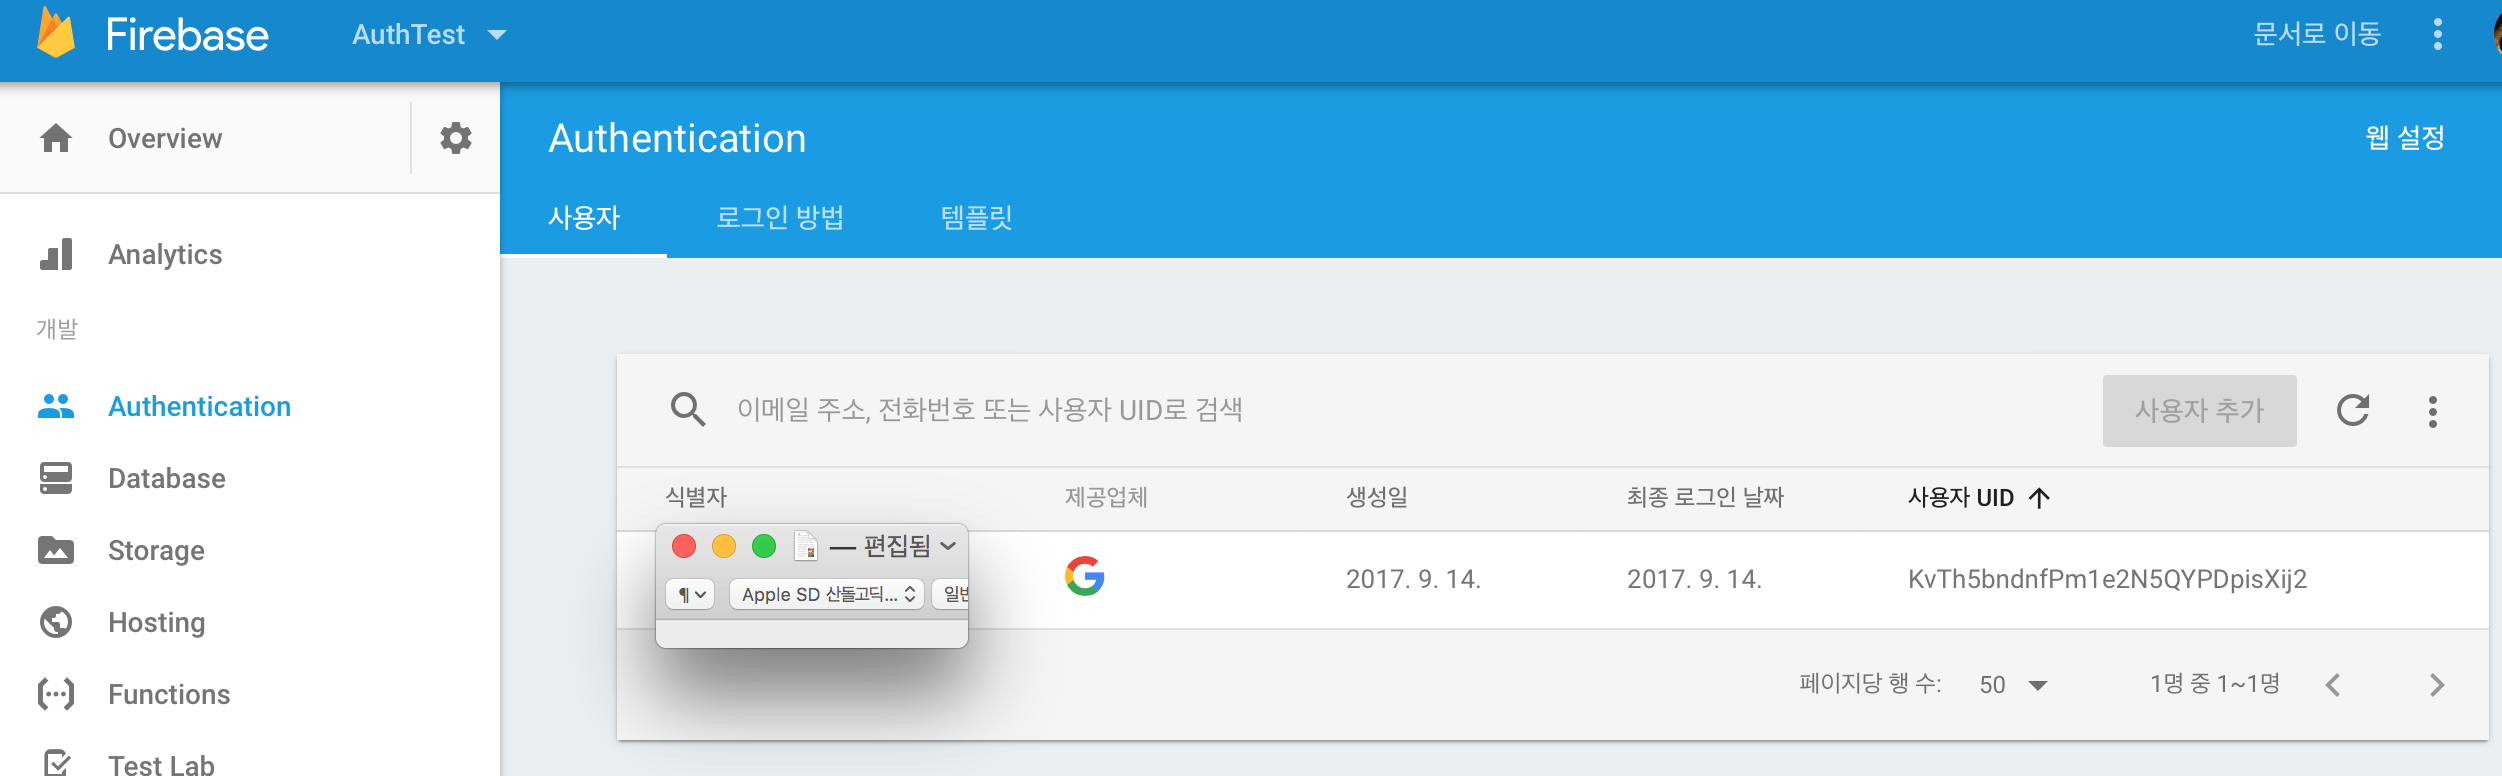 Firebase
AuthTest
문서로 이동
Overview
Authentication
웹 설정
사용자
로그인 방법
템플릿
Analytics
개발
Authentication
Database
Storage
Hosting
Functions
Test Lab
이메일 주소, 전화번호 또는 사용자 UID로 검색
사용자 추가
식별자
제공업체
생성일
최종 로그인 날짜
사용자 UID
— 편집됨
¶
Apple SD 산돌고딕...
일반
2017. 9. 14.
2017. 9. 14.
KvTh5bndnfPm1e2N5QYPDpisXij2
페이지당 행 수:
50
1명 중 1~1명